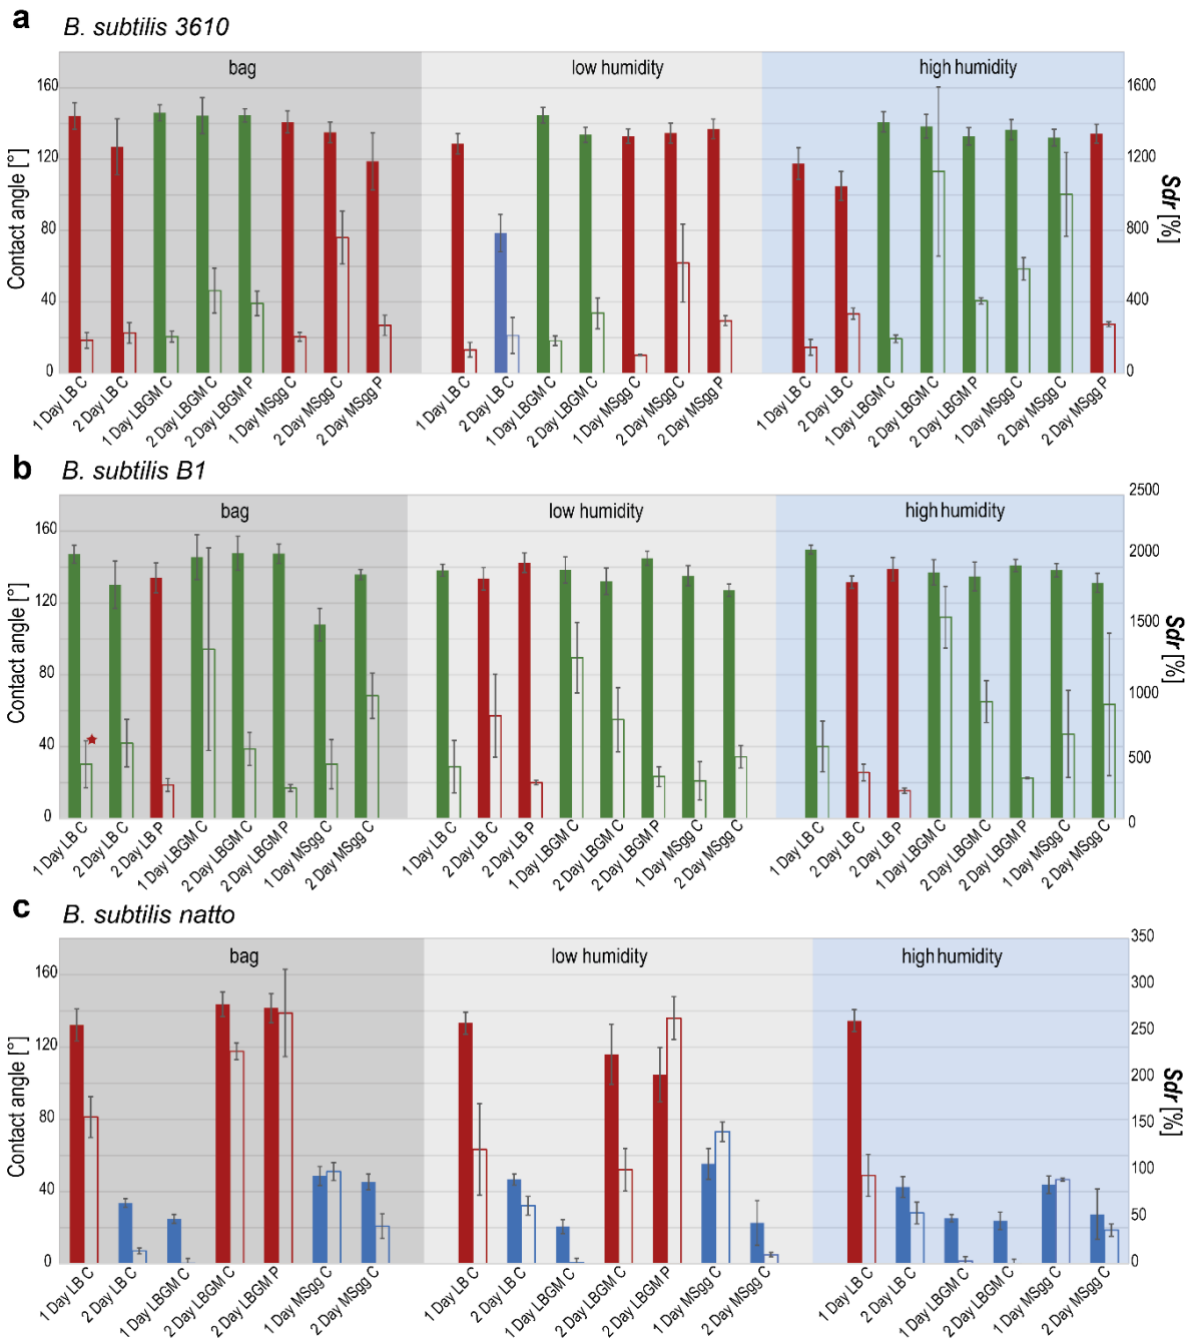 a B. subtilis 3610
bag low humidity high humidity
Contact angle [°]
160
120
80
40
0
1600
1200
800
400
0
Sdr [%]
1 Day LB C
2 Day LB C
1 Day LBGM C
2 Day LBGM C
2 Day LBGM P
1 Day MSgg C
2 Day MSgg C
2 Day MSgg P
1 Day LB C
2 Day LB C
1 Day LBGM C
2 Day LBGM C
1 Day MSgg C
2 Day MSgg C
2 Day MSgg P
1 Day LB C
2 Day LB C
1 Day LBGM C
2 Day LBGM C
2 Day LBGM P
1 Day MSgg C
2 Day MSgg C
2 Day MSgg P
b B. subtilis B1
bag low humidity high humidity
Contact angle [°]
160
120
80
40
0
2500
2000
1500
1000
500
0
Sdr [%]
1 Day LB C
2 Day LB C
2 Day LB P
1 Day LBGM C
2 Day LBGM C
2 Day LBGM P
1 Day MSgg C
2 Day MSgg C
1 Day LB C
2 Day LB C
2 Day LB P
1 Day LBGM C
2 Day LBGM C
2 Day LBGM P
1 Day MSgg C
2 Day MSgg C
1 Day LB C
2 Day LB C
2 Day LB P
1 Day LBGM C
2 Day LBGM C
2 Day LBGM P
1 Day MSgg C
2 Day MSgg C
c B. subtilis natto
bag low humidity high humidity
Contact angle [°]
160
120
80
40
0
350
300
250
200
150
100
50
0
Sdr [%]
1 Day LB C
2 Day LB C
1 Day LBGM C
2 Day LBGM C
2 Day LBGM P
1 Day MSgg C
2 Day MSgg C
1 Day LB C
2 Day LB C
1 Day LBGM C
2 Day LBGM C
2 Day LBGM P
1 Day MSgg C
2 Day MSgg C
1 Day LB C
2 Day LB C
1 Day LBGM C
2 Day LBGM C
1 Day MSgg C
2 Day MSgg C